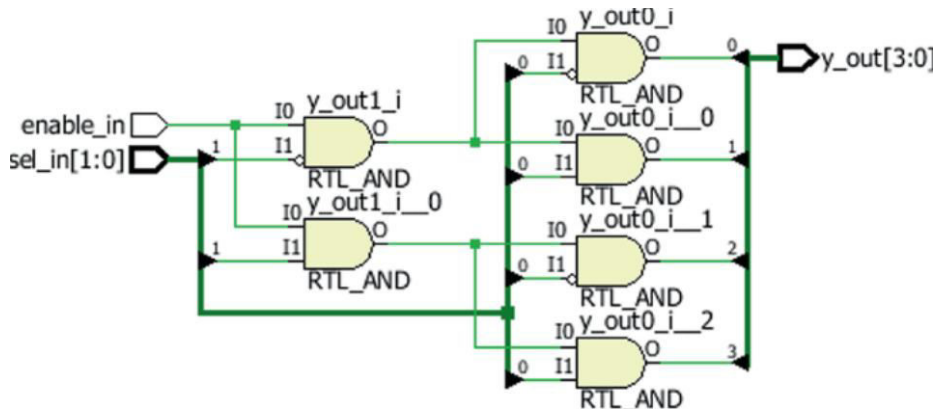 y_out0_i
I0
O
0
y_out[3:0]
0
I1
RTL_AND
y_out1_i
enable_in
I0
O
sel_in[1:0]
1
I1
RTL_AND
y_out0_i__0
I0
O
1
0
I1
RTL_AND
y_out1_i__0
I0
O
1
I1
RTL_AND
y_out0_i__1
I0
O
2
0
I1
RTL_AND
y_out0_i__2
I0
O
3
0
I1
RTL_AND